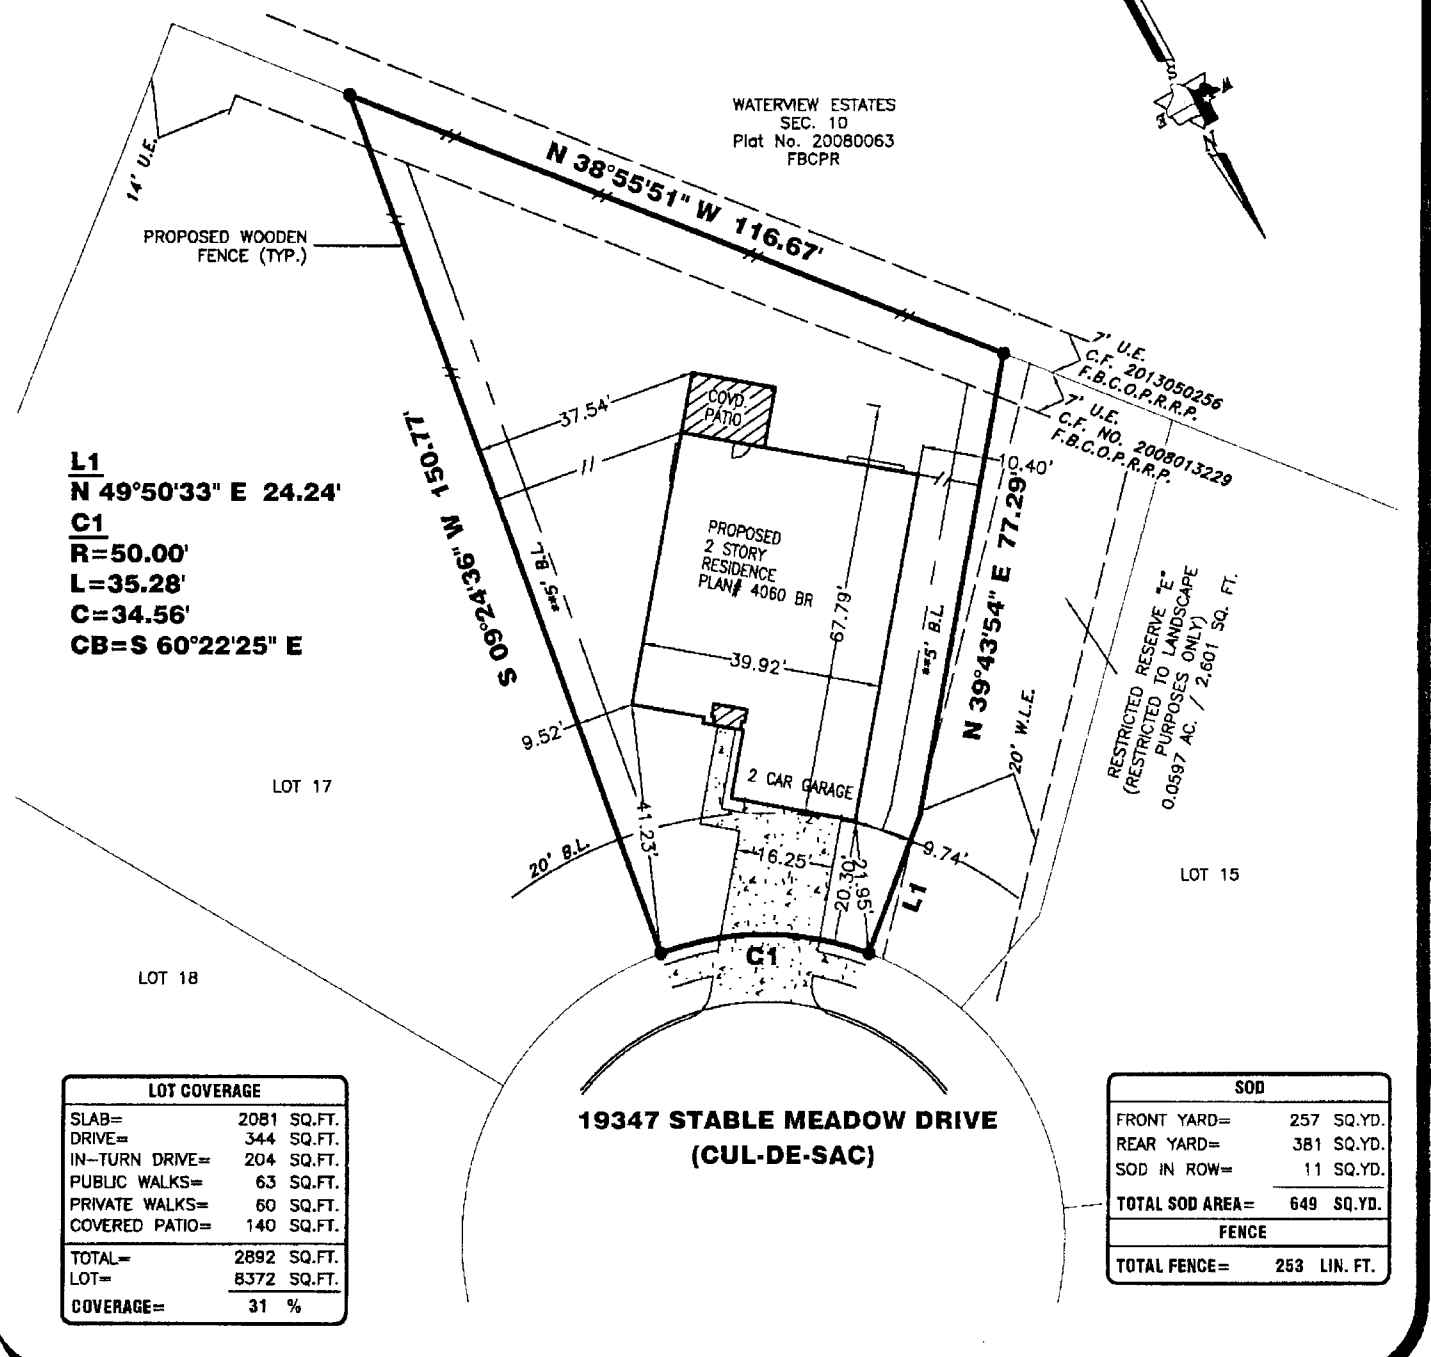 WATERVIEW ESTATES
SEC. 10
Plat No. 20080063
FBCPR
S
W
E
N
14' U.E.
N 38°55'51" W 116.67'
PROPOSED WOODEN
FENCE (TYP.)
7' U.E.
C.F. 2013050256
F.B.C.O.P.R.R.P.
7' U.E.
C.F. NO. 2008013229
F.B.C.O.P.R.R.P.
COVD.
PATIO
37.54'
10.40'
S 09°24'36" W 150.77'
L1
N 49°50'33" E 24.24'
C1
R=50.00'
L=35.28'
C=34.56'
CB=S 60°22'25" E
PROPOSED
2 STORY
RESIDENCE
PLAN# 4060 BR
**5' B.L.
67.79'
39.92'
**5' B.L.
N 39°43'54" E 77.29'
RESTRICTED RESERVE "E"
(RESTRICTED TO LANDSCAPE
PURPOSES ONLY)
0.0597 AC. / 2,601 SQ. FT.
20' W.L.E.
9.52'
2 CAR GARAGE
LOT 17
41.23'
20' B.L.
16.25'
20.30'
21.95'
9.74'
L1
LOT 15
C1
LOT 18
19347 STABLE MEADOW DRIVE
(CUL-DE-SAC)
LOT COVERAGE
SLAB= 2081 SQ.FT.
DRIVE= 344 SQ.FT.
IN-TURN DRIVE= 204 SQ.FT.
PUBLIC WALKS= 63 SQ.FT.
PRIVATE WALKS= 60 SQ.FT.
COVERED PATIO= 140 SQ.FT.
TOTAL= 2892 SQ.FT.
LOT= 8372 SQ.FT.
COVERAGE= 31 %
SOD
FRONT YARD= 257 SQ.YD.
REAR YARD= 381 SQ.YD.
SOD IN ROW= 11 SQ.YD.
TOTAL SOD AREA= 649 SQ.YD.
FENCE
TOTAL FENCE= 253 LIN. FT.